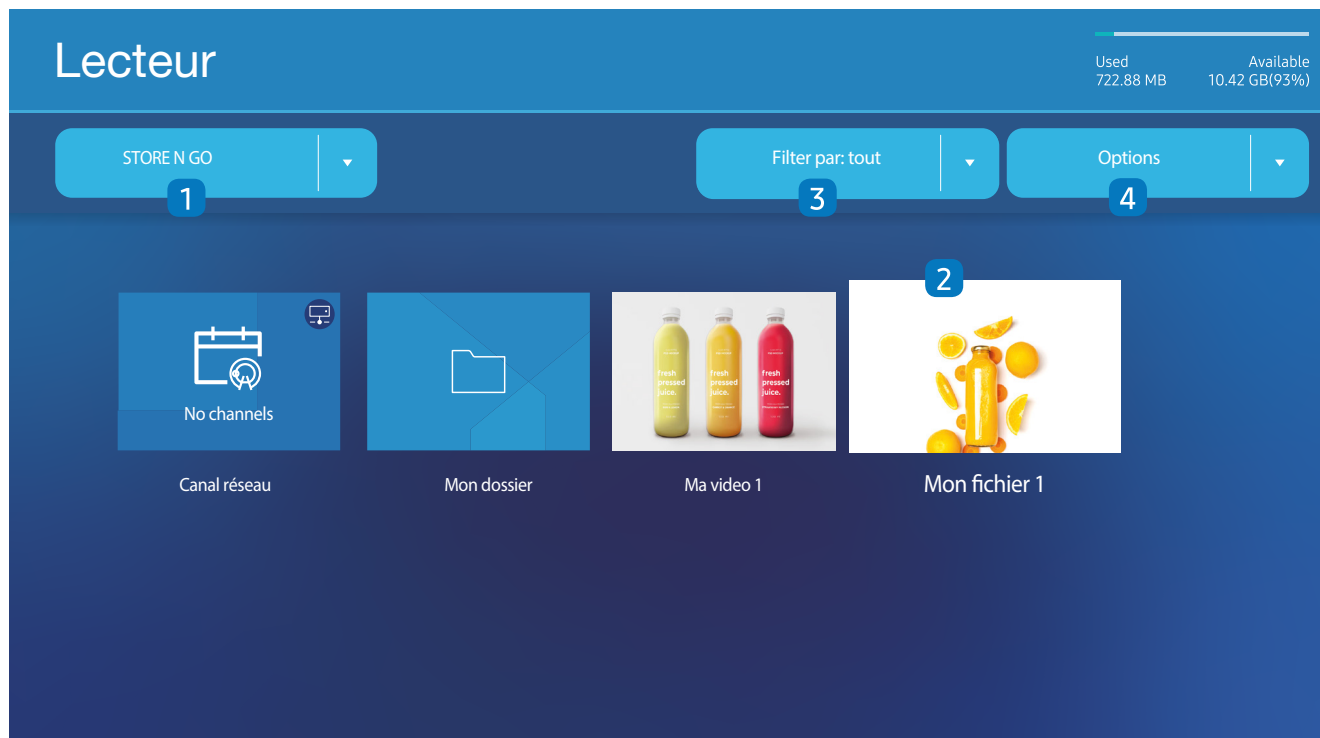 Lecteur
Used Available
722.88 MB 10.42 GB(93%)
STORE N GO
Filter par: tout
Options
1
3
4
2
No channels
fresh
pressed
juice.
fresh
pressed
juice.
fresh
pressed
juice.
Canal réseau
Mon dossier
Ma video 1
Mon fichier 1